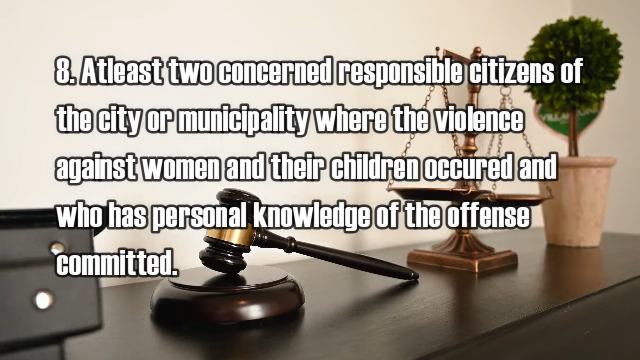 8. Atleast two concerned responsible citizens of
the city or municipality where the violence
against women and their children occured and
who has personal knowledge of the offense
committed.